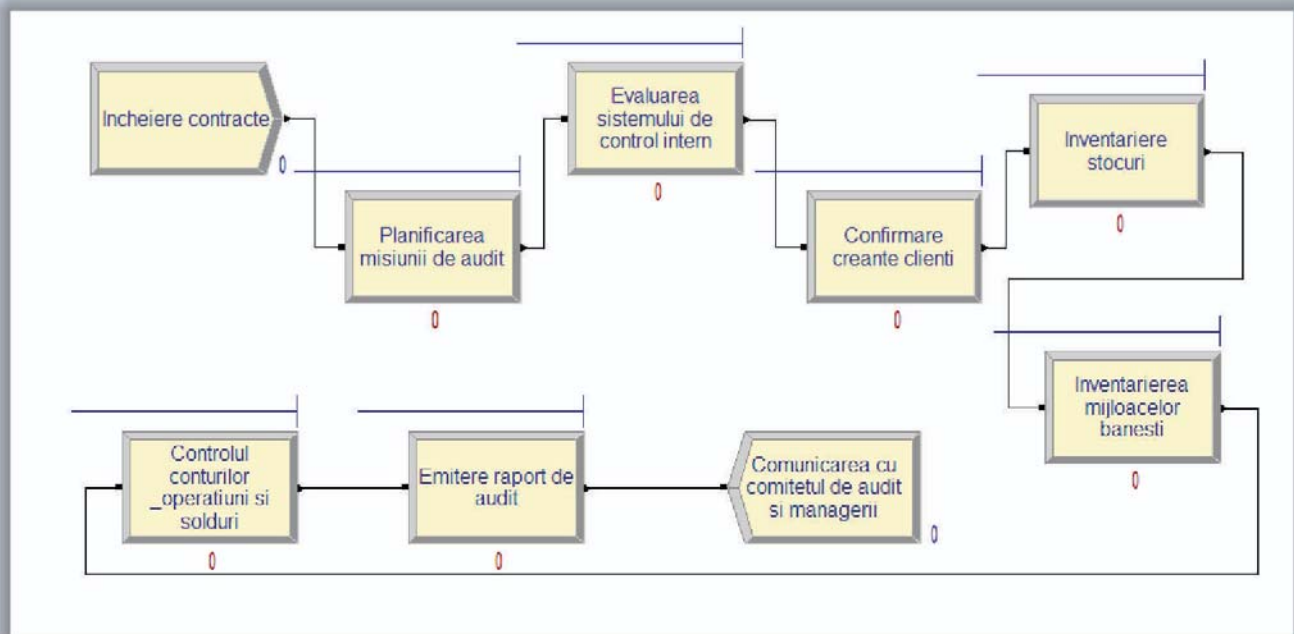 Incheiere contracte
0
Planificarea
misiunii de audit
0
Evaluarea
sistemului de
control intern
0
Confirmare
creante clienti
0
Inventariere
stocuri
0
Inventarierea
mijloacelor
banesti
0
Controlul
conturilor
_operatiuni si
solduri
0
Emitere raport de
audit
0
Comunicarea cu
comitetul de audit
si managerii
0